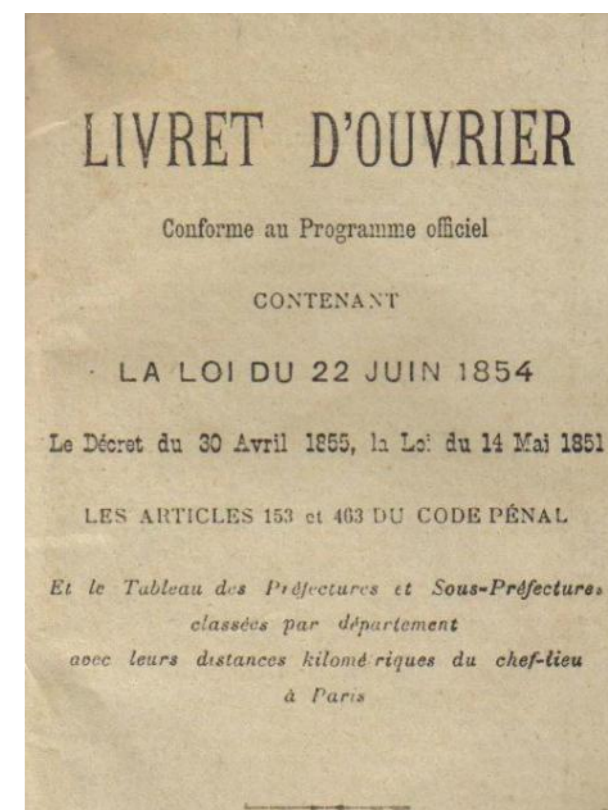 LIVRET D'OUVRIER
Conforme au Programme officiel
CONTENANT
LA LOI DU 22 JUIN 1854
Le Décret du 30 Avril 1855, la Loi du 14 Mai 1851
LES ARTICLES 153 et 463 DU CODE PÉNAL
Et le Tableau des Préfectures et Sous-Préfectures
classées par département
avec leurs distances kilométriques du chef-lieu
à Paris